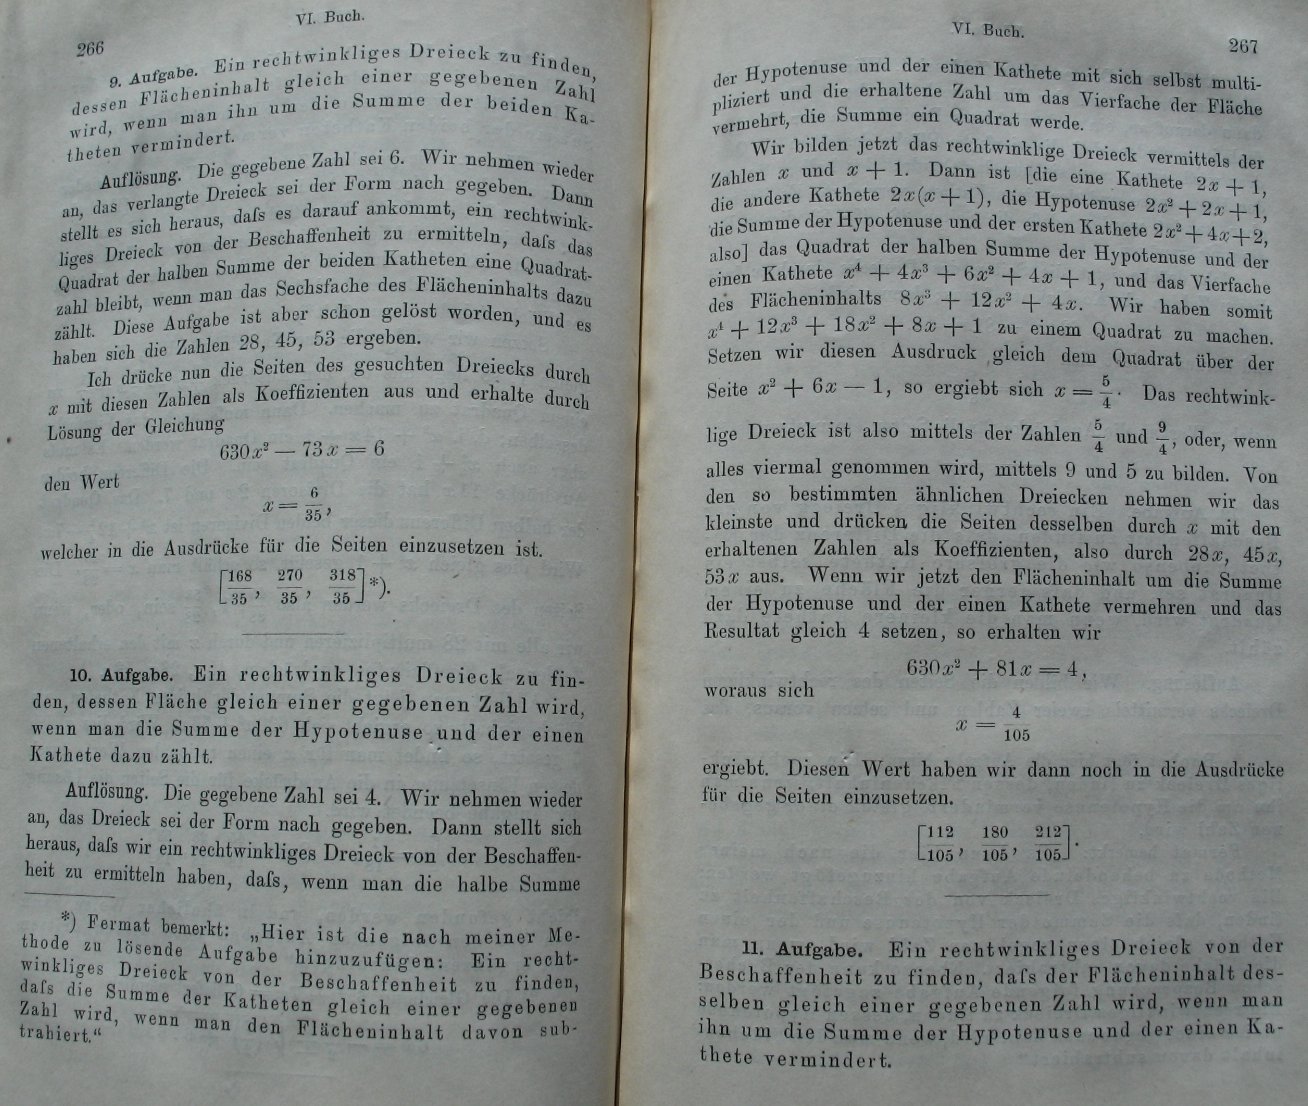 VI. Buch.
266
9. Aufgabe. Ein rechtwinkliges Dreieck zu finden,
dessen Flächeninhalt gleich einer gegebenen Zahl
wird, wenn man ihn um die Summe der beiden Ka-
theten vermindert.
Auflösung. Die gegebene Zahl sei 6. Wir nehmen wieder
an, das verlangte Dreieck sei der Form nach gegeben. Dann
stellt es sich heraus, daſs es darauf ankommt, ein rechtwink-
liges Dreieck von der Beschaffenheit zu ermitteln, daſs das
Quadrat der halben Summe der beiden Katheten eine Quadrat-
zahl bleibt, wenn man das Sechsfache des Flächeninhalts dazu
zählt. Diese Aufgabe ist aber schon gelöst worden, und es
haben sich die Zahlen 28, 45, 53 ergeben.
Ich drücke nun die Seiten des gesuchten Dreiecks durch
x mit diesen Zahlen als Koeffizienten aus und erhalte durch
Lösung der Gleichung
630x² — 73x = 6
den Wert
x = 6/35,
welcher in die Ausdrücke für die Seiten einzusetzen ist.
[168/35, 270/35, 318/35]*).
10. Aufgabe. Ein rechtwinkliges Dreieck zu fin-
den, dessen Fläche gleich einer gegebenen Zahl wird,
wenn man die Summe der Hypotenuse und der einen
Kathete dazu zählt.
Auflösung. Die gegebene Zahl sei 4. Wir nehmen wieder
an, das Dreieck sei der Form nach gegeben. Dann stellt sich
heraus, daſs wir ein rechtwinkliges Dreieck von der Beschaffen-
heit zu ermitteln haben, daſs, wenn man die halbe Summe
*) Fermat bemerkt: „Hier ist die nach meiner Me-
thode zu lösende Aufgabe hinzuzufügen: Ein recht-
winkliges Dreieck von der Beschaffenheit zu finden,
daſs die Summe der Katheten gleich einer gegebenen
Zahl wird, wenn man den Flächeninhalt davon sub-
trahiert.“
VI. Buch.
267
der Hypotenuse und der einen Kathete mit sich selbst multi-
pliziert und die erhaltene Zahl um das Vierfache der Fläche
vermehrt, die Summe ein Quadrat werde.
Wir bilden jetzt das rechtwinklige Dreieck vermittels der
Zahlen x und x + 1. Dann ist [die eine Kathete 2x + 1,
die andere Kathete 2x(x + 1), die Hypotenuse 2x² + 2x + 1,
die Summe der Hypotenuse und der ersten Kathete 2x² + 4x + 2,
also] das Quadrat der halben Summe der Hypotenuse und der
einen Kathete x⁴ + 4x³ + 6x² + 4x + 1, und das Vierfache
des Flächeninhalts 8x³ + 12x² + 4x. Wir haben somit
x⁴ + 12x³ + 18x² + 8x + 1 zu einem Quadrat zu machen.
Setzen wir diesen Ausdruck gleich dem Quadrat über der
Seite x² + 6x — 1, so ergiebt sich x = 5/4. Das rechtwink-
lige Dreieck ist also mittels der Zahlen 5/4 und 9/4, oder, wenn
alles viermal genommen wird, mittels 9 und 5 zu bilden. Von
den so bestimmten ähnlichen Dreiecken nehmen wir das
kleinste und drücken die Seiten desselben durch x mit den
erhaltenen Zahlen als Koeffizienten, also durch 28x, 45x,
53x aus. Wenn wir jetzt den Flächeninhalt um die Summe
der Hypotenuse und der einen Kathete vermehren und das
Resultat gleich 4 setzen, so erhalten wir
630x² + 81x = 4,
woraus sich
x = 4/105
ergiebt. Diesen Wert haben wir dann noch in die Ausdrücke
für die Seiten einzusetzen.
[112/105, 180/105, 212/105].
11. Aufgabe. Ein rechtwinkliges Dreieck von der
Beschaffenheit zu finden, daſs der Flächeninhalt des-
selben gleich einer gegebenen Zahl wird, wenn man
ihn um die Summe der Hypotenuse und der einen Ka-
thete vermindert.